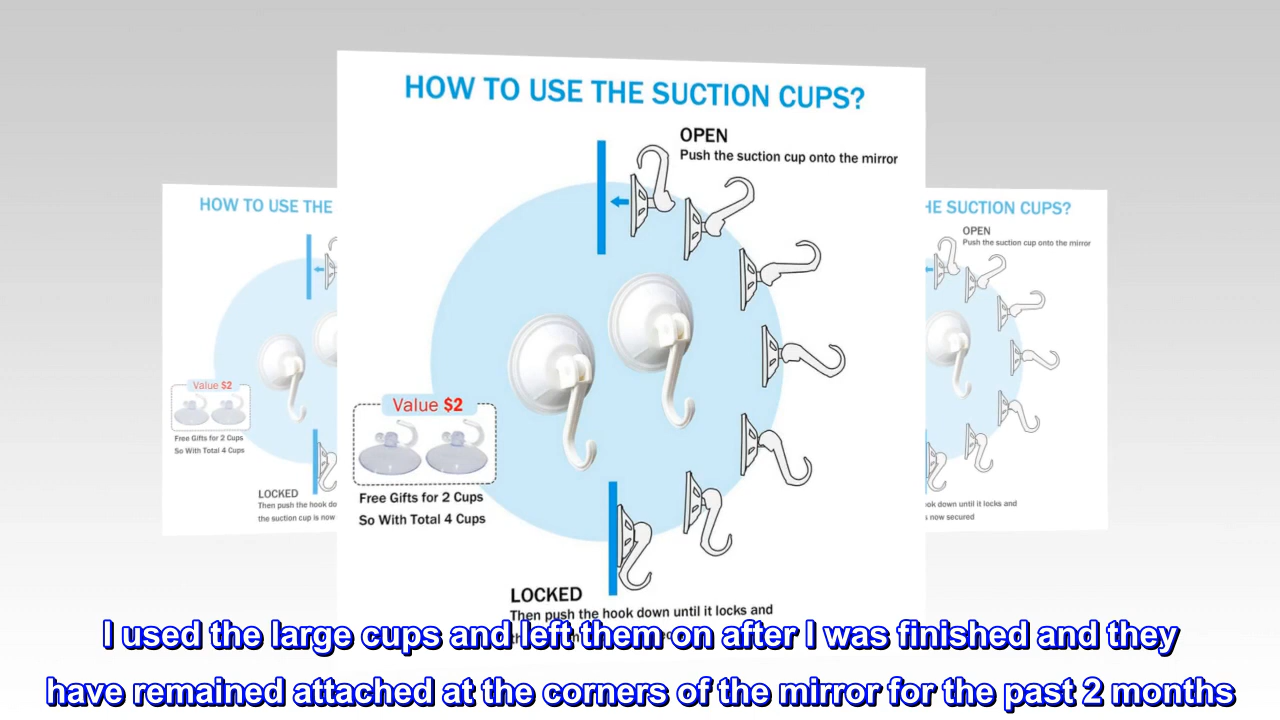 HOW TO USE THE SUCTION CUPS?
OPEN
Push the suction cup onto the mirror
Value $2
Free Gifts for 2 Cups
So With Total 4 Cups
LOCKED
Then push the hook down until it locks and
HOW TO USE THE
Value $2
Free Gifts for 2 Cups
So With Total 4 Cups
LOCKED
Then push the hook do
the suction cup is now
HE SUCTION CUPS?
OPEN
Push the suction cup onto the mirror
ook down until it locks and
s now secured
I used the large cups and left them on after I was finished and they
have remained attached at the corners of the mirror for the past 2 months